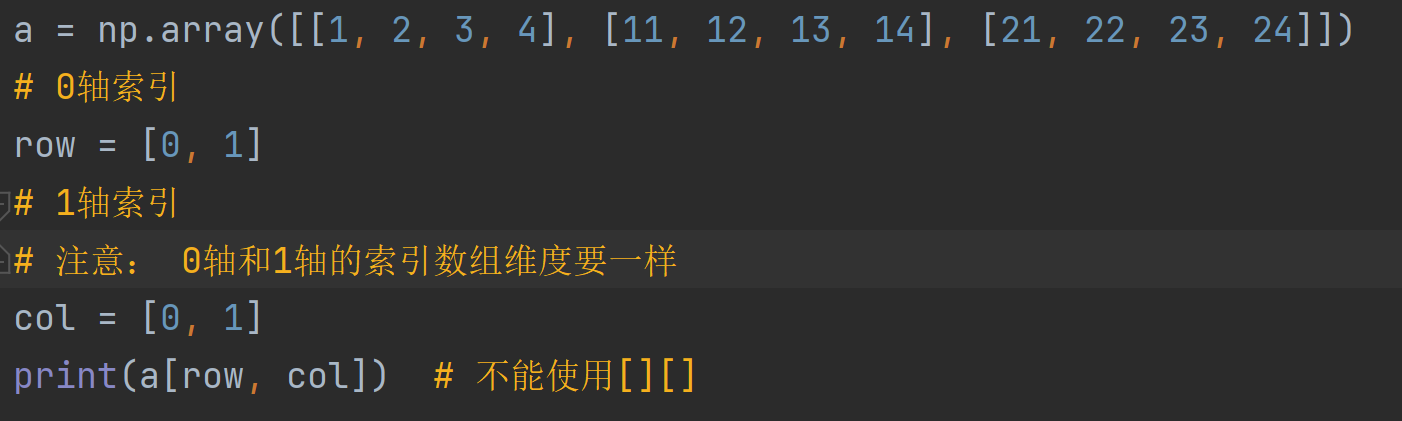 a = np.array([[1, 2, 3, 4], [11, 12, 13, 14], [21, 22, 23, 24]])
# 0轴索引
row = [0, 1]
# 1轴索引
# 注意： 0轴和1轴的索引数组维度要一样
col = [0, 1]
print(a[row, col])  # 不能使用[][]